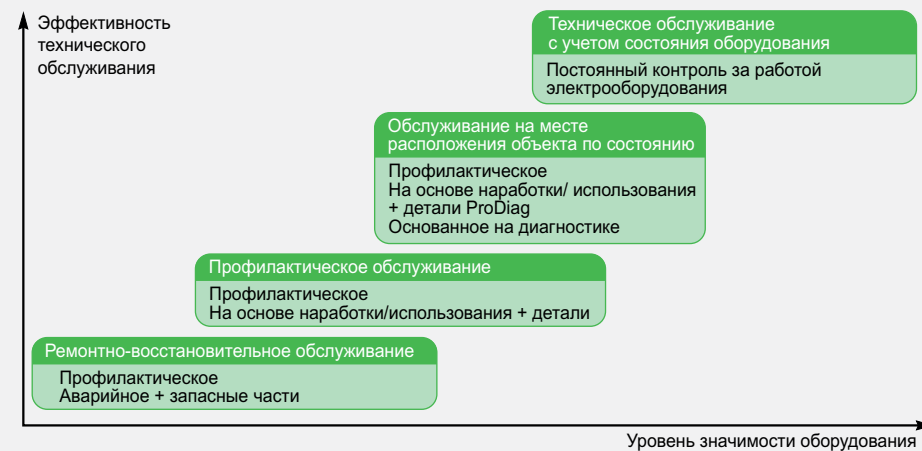 Эффективность
технического
обслуживания
Техническое обслуживание
с учетом состояния оборудования
Постоянный контроль за работой
электрооборудования
Обслуживание на месте
расположения объекта по состоянию
Профилактическое
На основе наработки/ использования
+ детали ProDiag
Основанное на диагностике
Профилактическое обслуживание
Профилактическое
На основе наработки/использования + детали
Ремонтно-восстановительное обслуживание
Профилактическое
Аварийное + запасные части
Уровень значимости оборудования